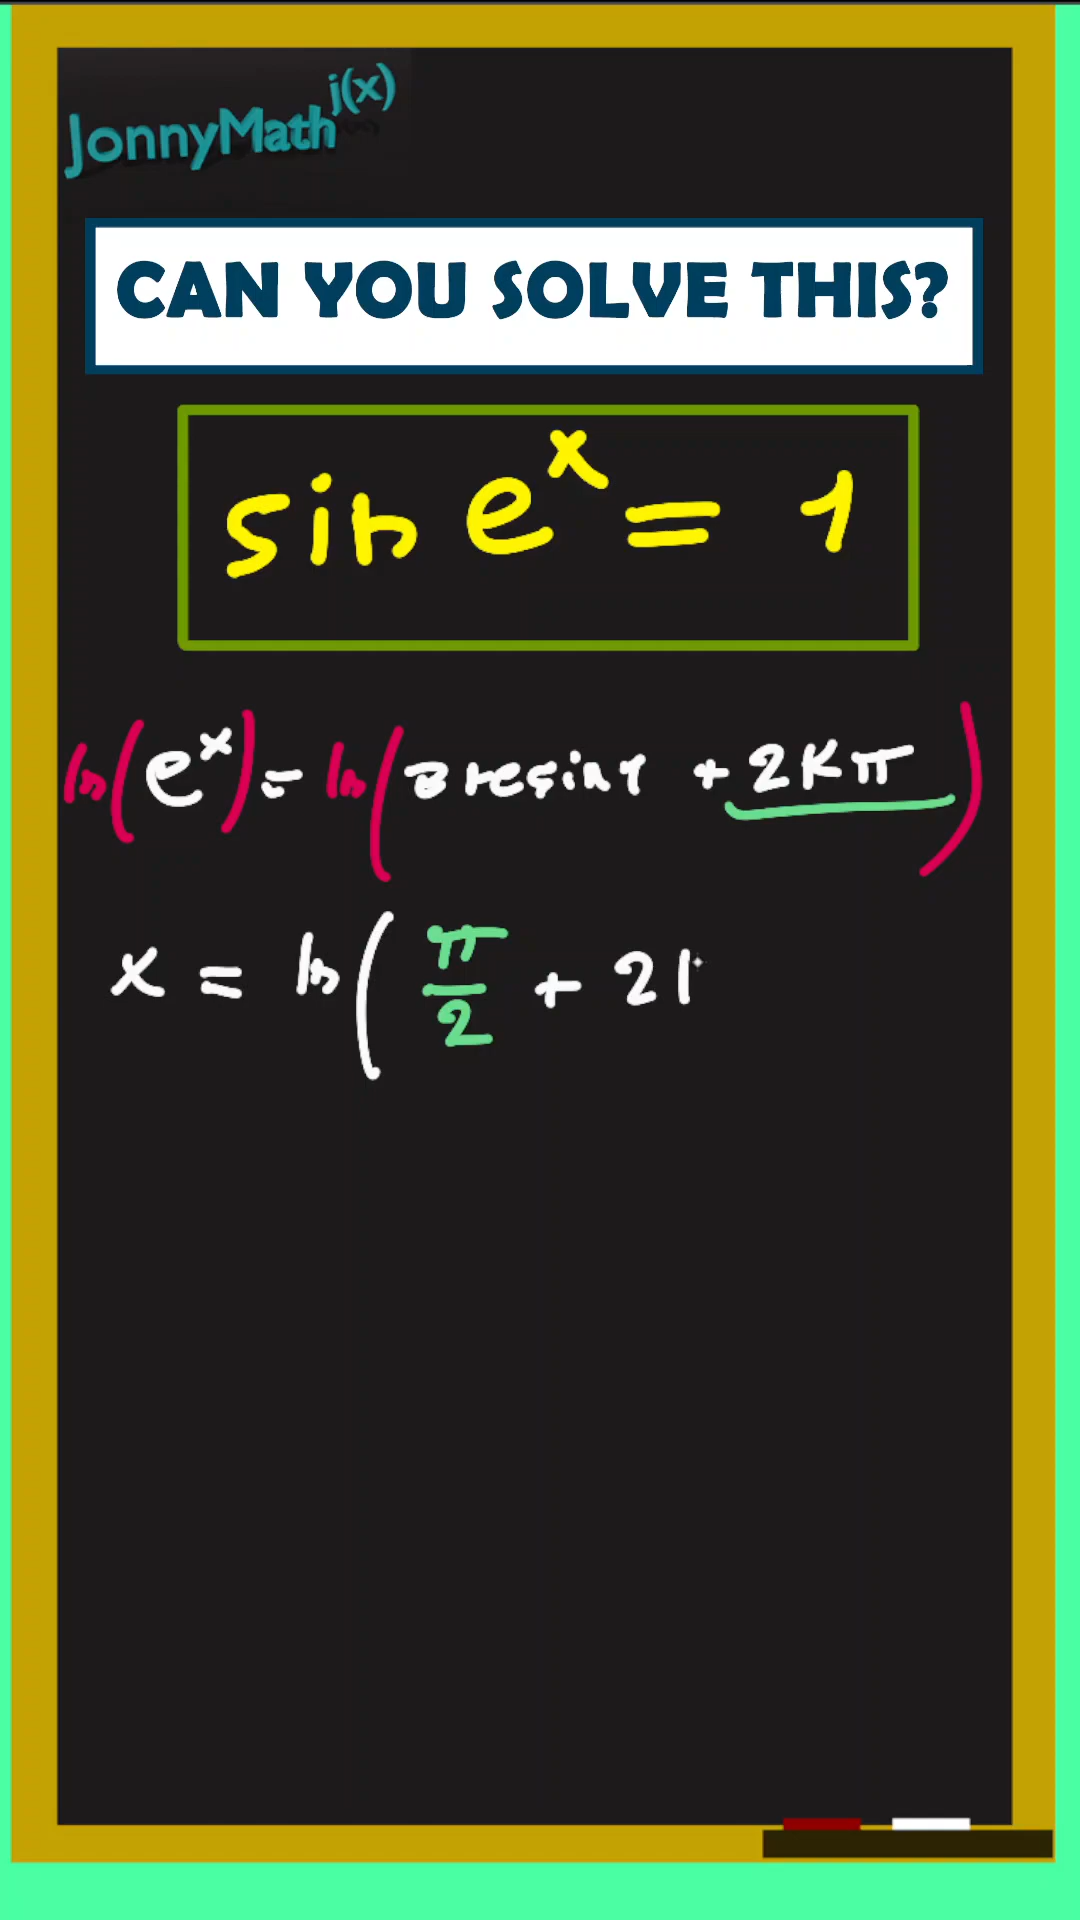 JonnyMath^j(x)
CAN YOU SOLVE THIS?
sin e^x = 1
ln(e^x) = ln(arcsin1 + 2Kπ)
x = ln(π/2 + 2